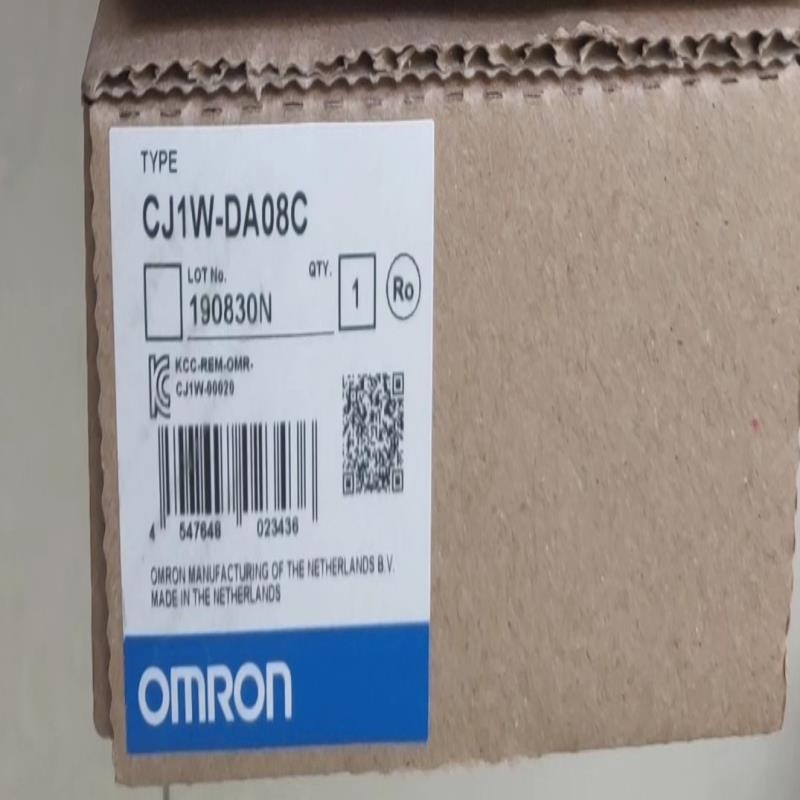 TYPE
CJ1W-DA08C
LOT No.
190830N
QTY.
1
Ro
KCC-REM-OMR-
CJ1W-00020
4 547648 023436
OMRON MANUFACTURING OF THE NETHERLANDS B.V.
MADE IN THE NETHERLANDS
OMRON